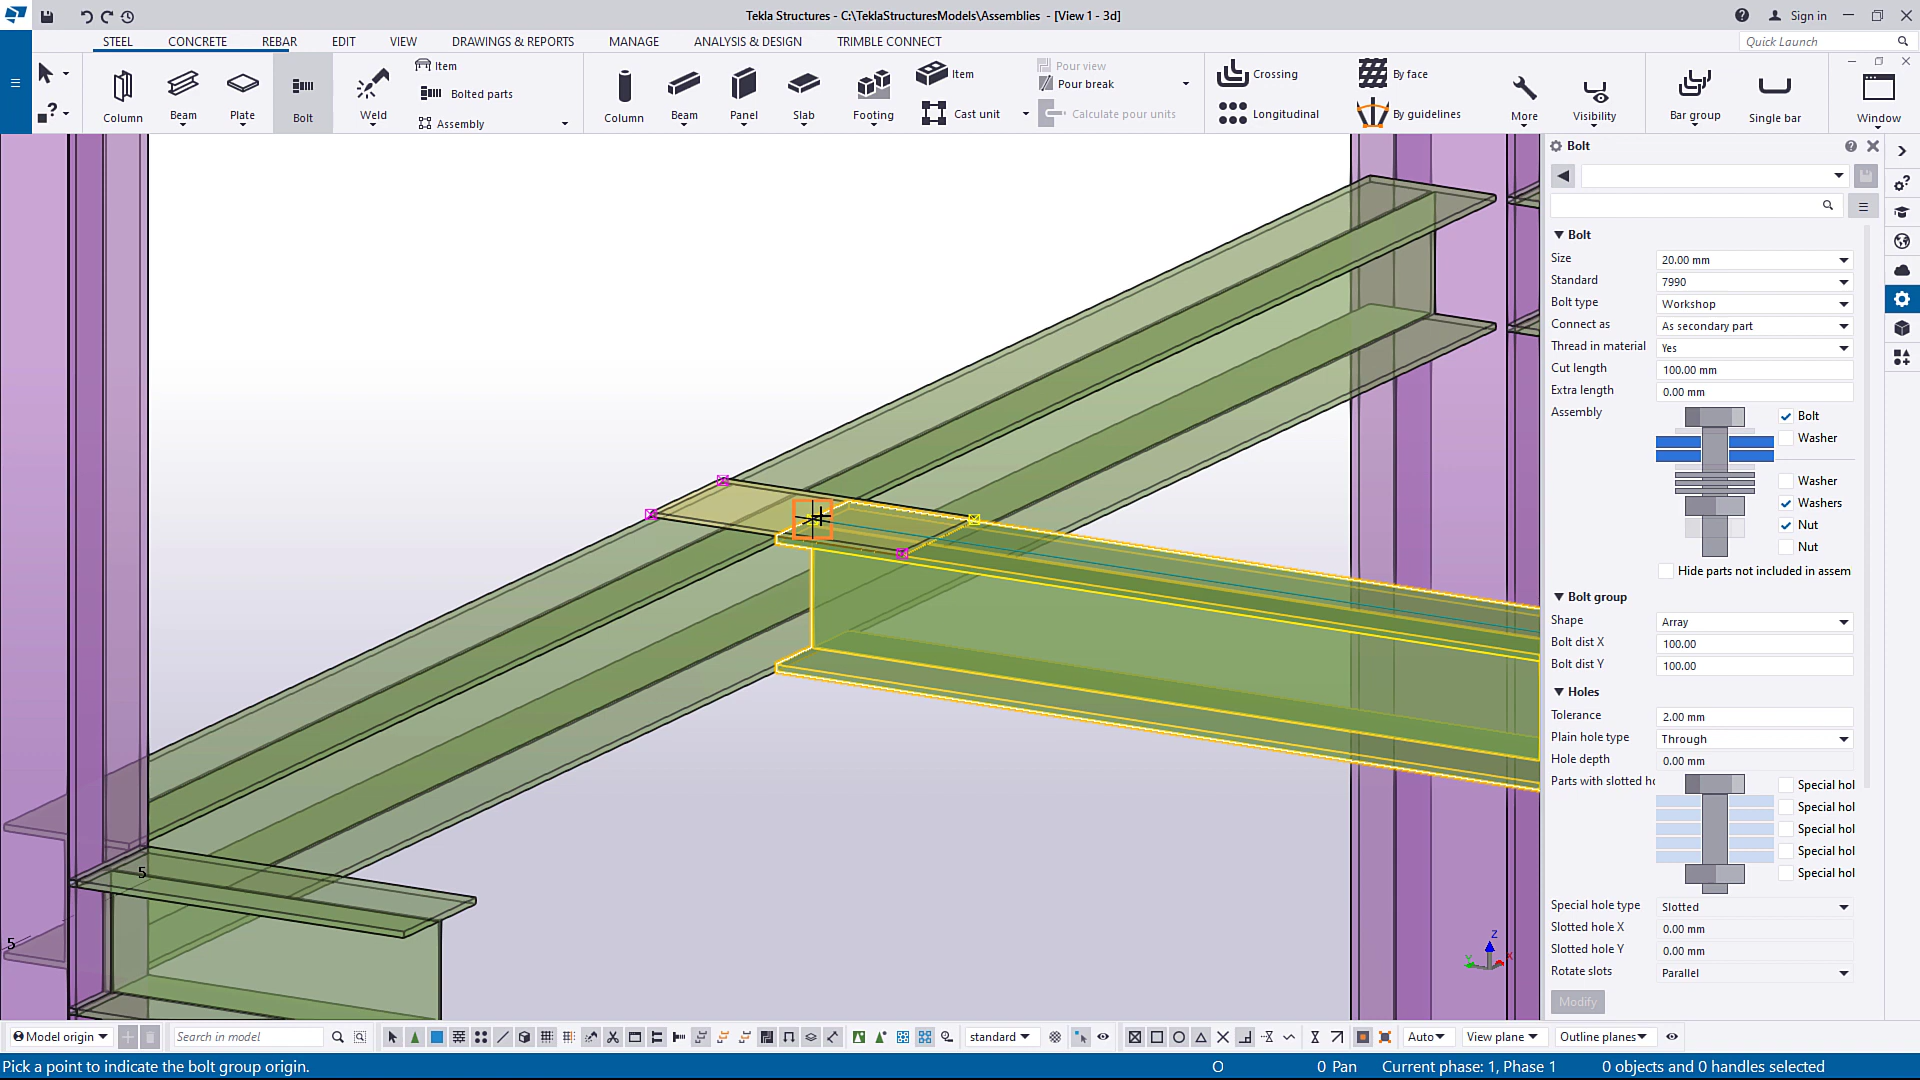 Tekla Structures - C:\TeklaStructuresModels\Assemblies - [View 1 - 3d]
Sign in
STEEL CONCRETE REBAR EDIT VIEW DRAWINGS & REPORTS MANAGE ANALYSIS & DESIGN TRIMBLE CONNECT
Quick Launch
Column
Beam
Plate
Bolt
Weld
Item
Bolted parts
Assembly
Column
Beam
Panel
Slab
Footing
Item
Cast unit
Pour view
Pour break
Calculate pour units
Crossing
Longitudinal
By face
By guidelines
More
Visibility
Bar group
Single bar
Window
Bolt
Bolt
Size 20.00 mm
Standard 7990
Bolt type Workshop
Connect as As secondary part
Thread in material Yes
Cut length 100.00 mm
Extra length 0.00 mm
Assembly
Bolt
Washer
Washer
Washers
Nut
Nut
Hide parts not included in assem
Bolt group
Shape Array
Bolt dist X 100.00
Bolt dist Y 100.00
Holes
Tolerance 2.00 mm
Plain hole type Through
Hole depth 0.00 mm
Parts with slotted ho
Special hol
Special hol
Special hol
Special hol
Special hol
Special hole type Slotted
Slotted hole X 0.00 mm
Slotted hole Y 0.00 mm
Rotate slots Parallel
Modify
5
5
Z
Model origin
Search in model
standard
Auto
View plane
Outline planes
Pick a point to indicate the bolt group origin.
O
0 Pan
Current phase: 1, Phase 1
0 objects and 0 handles selected